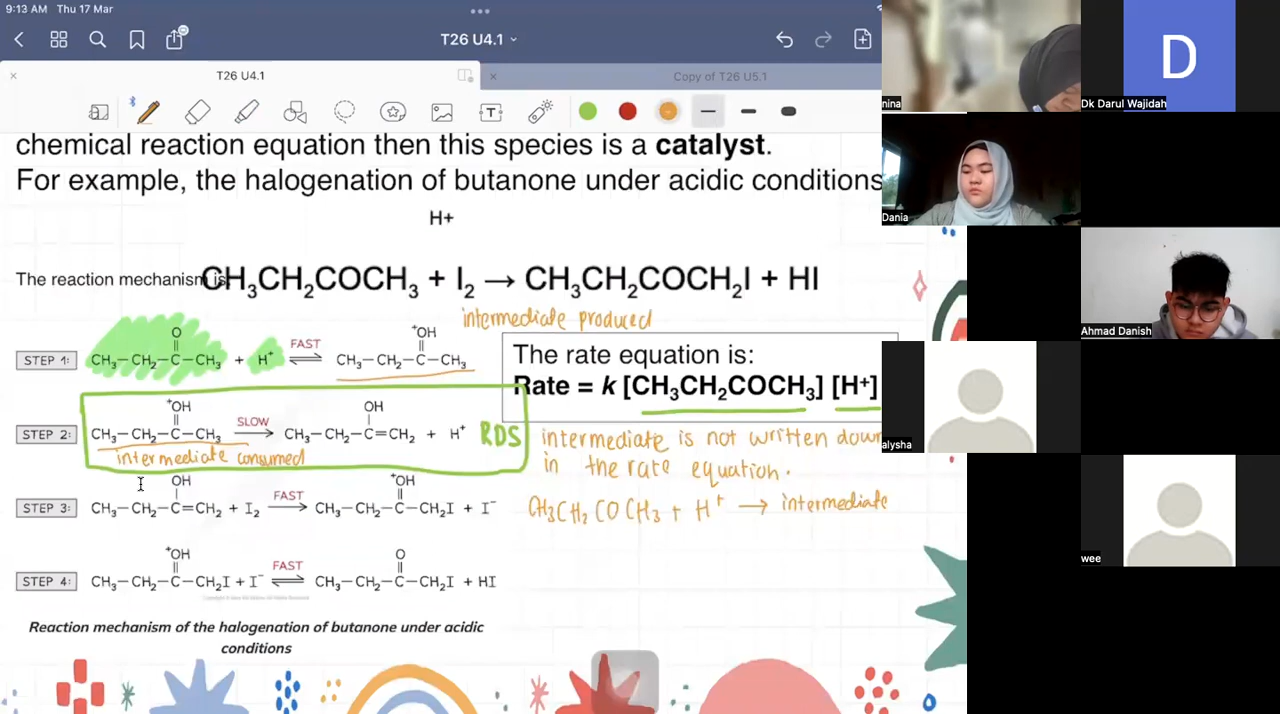 9:13 AM Thu 17 Mar
T26 U4.1
T26 U4.1
Copy of T26 U5.1
chemical reaction equation then this species is a catalyst.
For example, the halogenation of butanone under acidic conditions
H+
The reaction mechanism is
CH₃CH₂COCH₃ + I₂ → CH₃CH₂COCH₂I + HI
intermediate produced
STEP 1:
O
CH₃—CH₂—C—CH₃ + H⁺
FAST
⁺OH
CH₃—CH₂—C—CH₃
The rate equation is:
Rate = k [CH₃CH₂COCH₃] [H⁺]
STEP 2:
⁺OH
CH₃—CH₂—C—CH₃
SLOW
OH
CH₃—CH₂—C=CH₂ + H⁺
RDS
intermediate consumed
intermediate is not written down
in the rate equation.
CH₃CH₂COCH₃ + H⁺ → intermediate
STEP 3:
OH
CH₃—CH₂—C=CH₂ + I₂
FAST
⁺OH
CH₃—CH₂—C—CH₂I + I⁻
STEP 4:
⁺OH
CH₃—CH₂—C—CH₂I + I⁻
FAST
O
CH₃—CH₂—C—CH₂I + HI
Reaction mechanism of the halogenation of butanone under acidic
conditions
nina
D
Dk Darul Wajidah
Dania
Ahmad Danish
alysha
wee